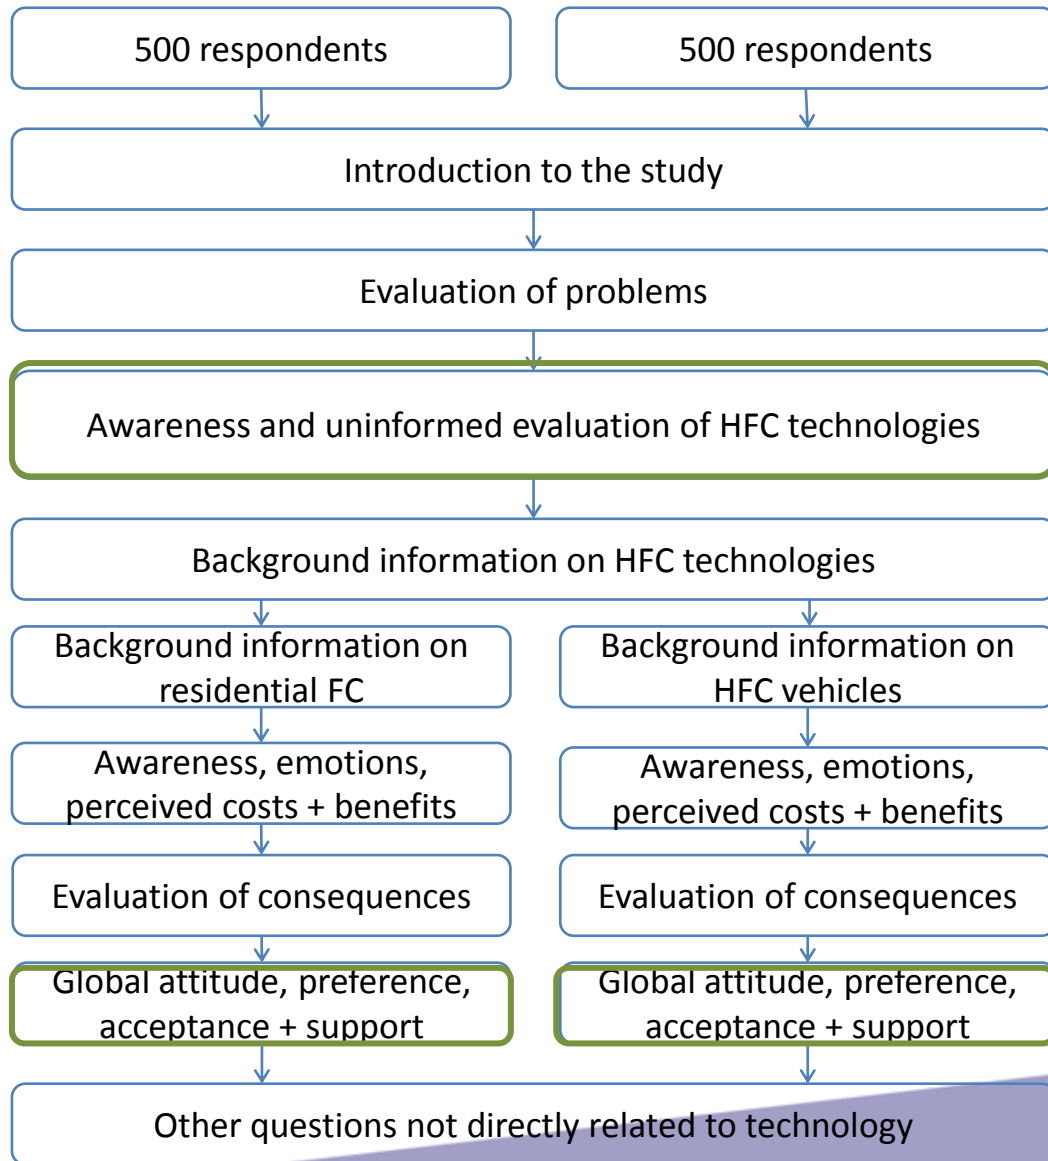 500 respondents
500 respondents
Introduction to the study
Evaluation of problems
Awareness and uninformed evaluation of HFC technologies
Background information on HFC technologies
Background information on
residential FC
Background information on
HFC vehicles
Awareness, emotions,
perceived costs + benefits
Awareness, emotions,
perceived costs + benefits
Evaluation of consequences
Evaluation of consequences
Global attitude, preference,
acceptance + support
Global attitude, preference,
acceptance + support
Other questions not directly related to technology